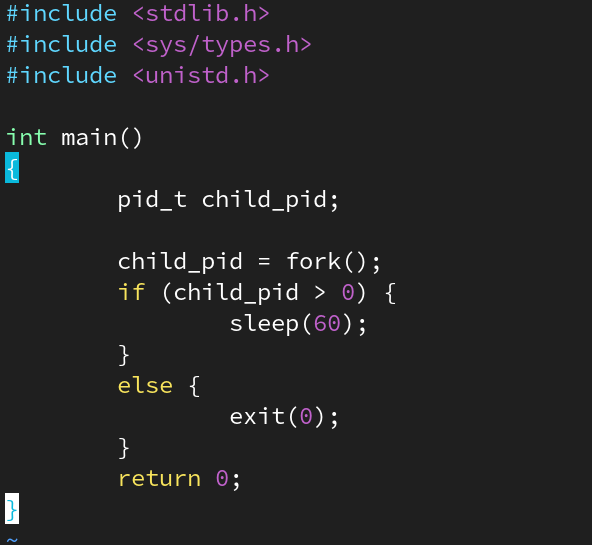 #include <stdlib.h>
#include <sys/types.h>
#include <unistd.h>

int main()
{
        pid_t child_pid;

        child_pid = fork();
        if (child_pid > 0) {
                sleep(60);
        }
        else {
                exit(0);
        }
        return 0;
}
~